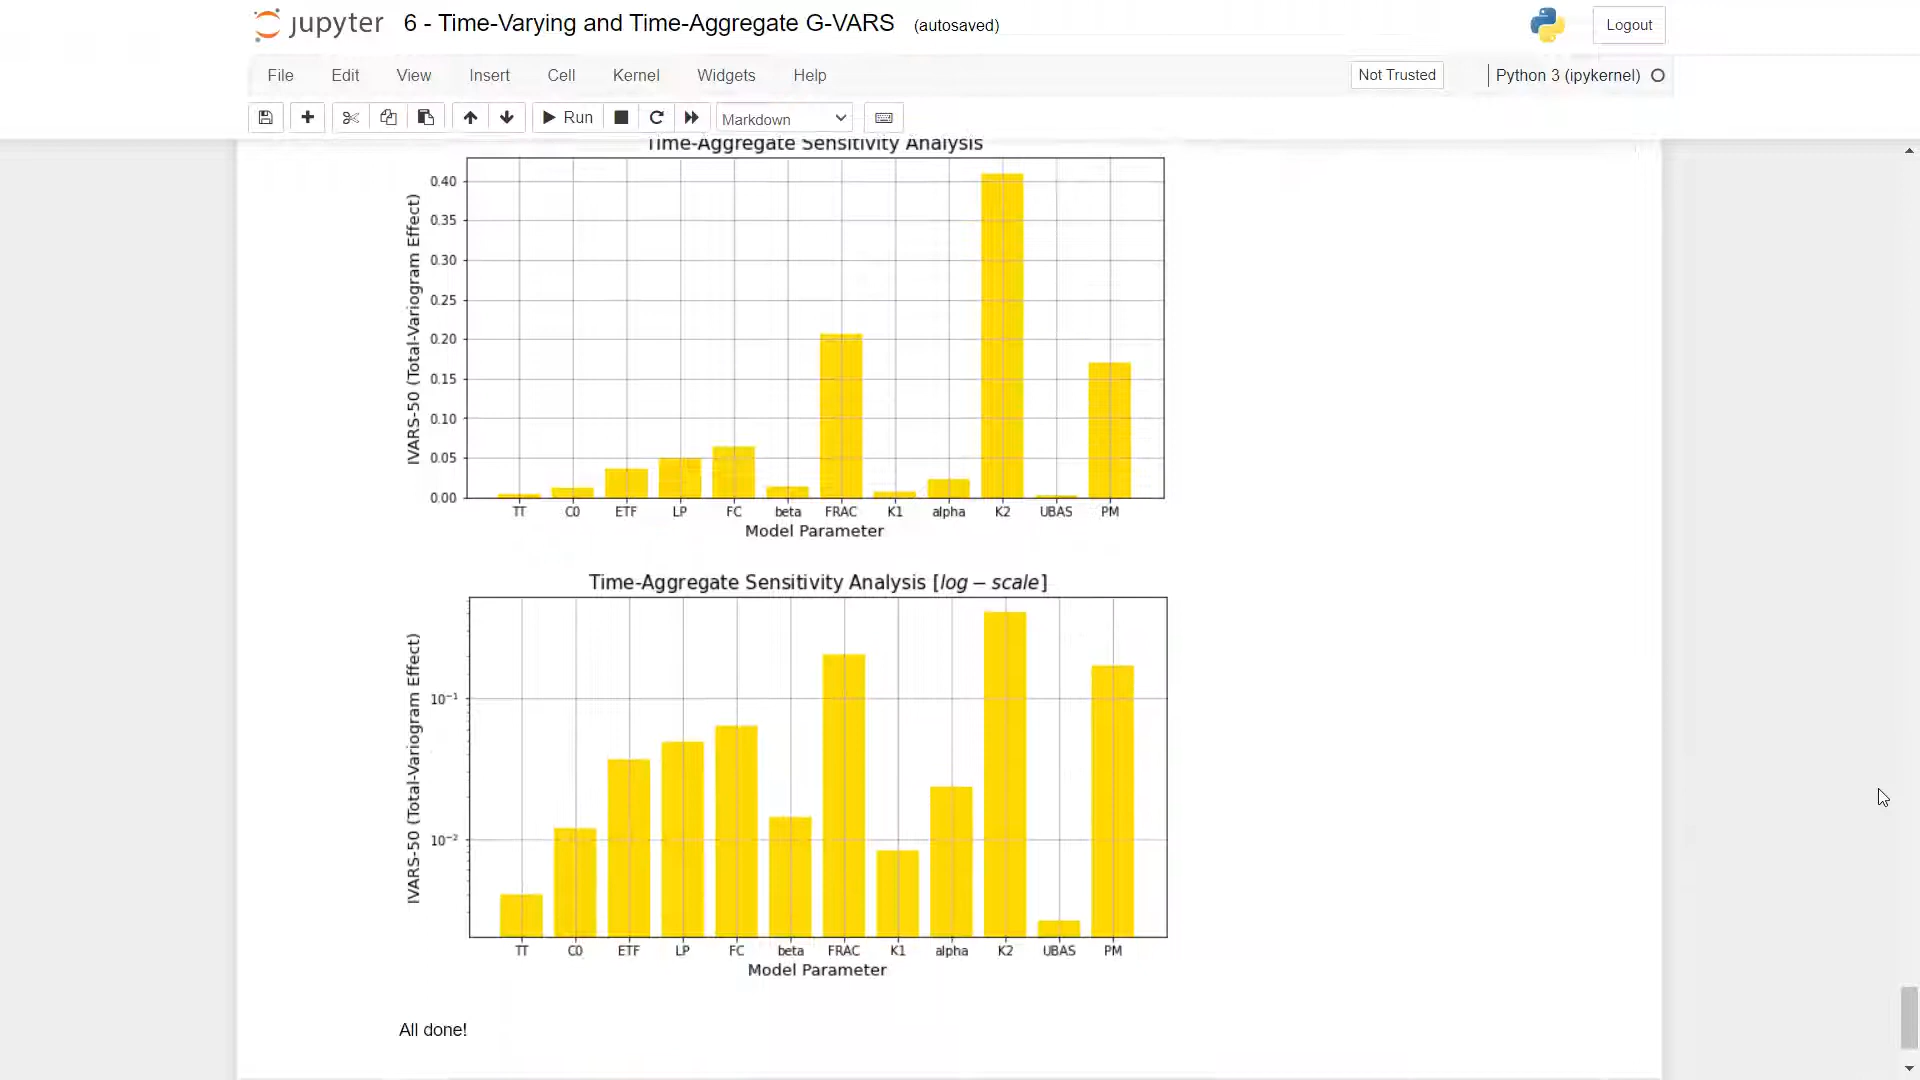 jupyter 6 - Time-Varying and Time-Aggregate G-VARS (autosaved) Logout
File Edit View Insert Cell Kernel Widgets Help Not Trusted Python 3 (ipykernel)
Run Markdown
Time-Aggregate Sensitivity Analysis
IVARS-50 (Total-Variogram Effect)
0.40
0.35
0.30
0.25
0.20
0.15
0.10
0.05
0.00
TT C0 ETF LP FC beta FRAC K1 alpha K2 UBAS PM
Model Parameter
Time-Aggregate Sensitivity Analysis [log − scale]
IVARS-50 (Total-Variogram Effect)
10⁻¹
10⁻²
TT C0 ETF LP FC beta FRAC K1 alpha K2 UBAS PM
Model Parameter
All done!